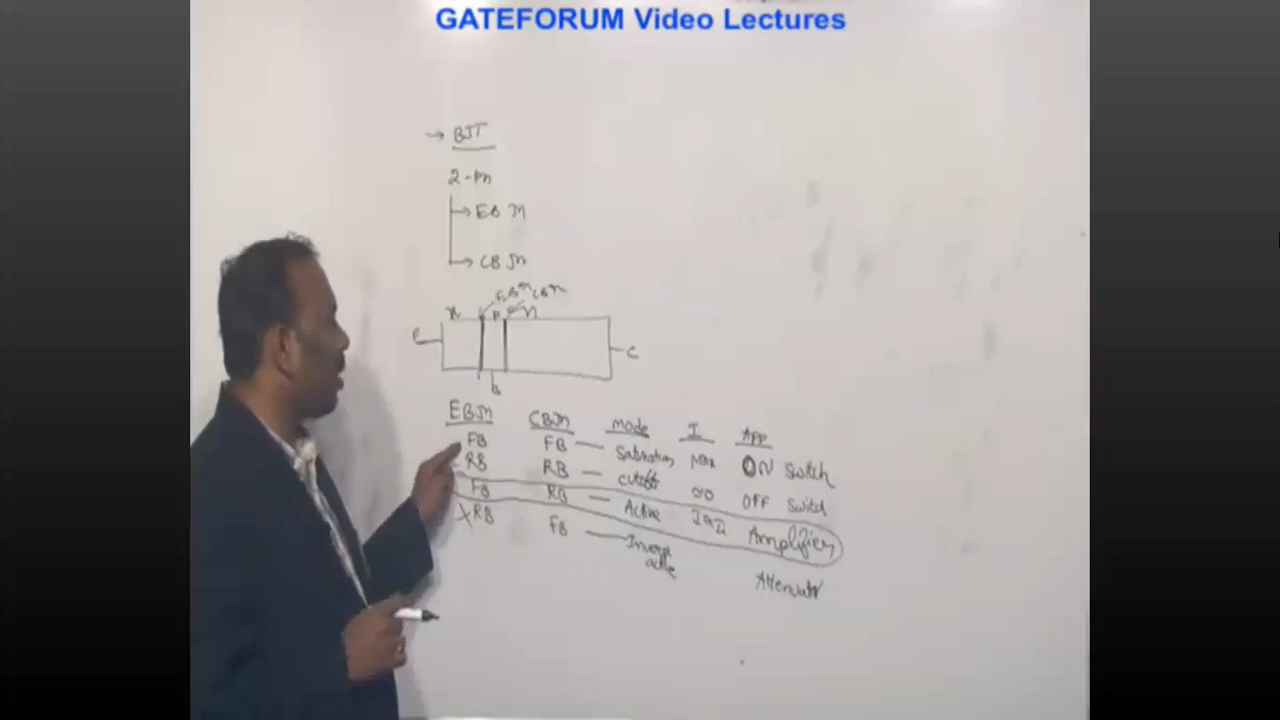 GATEFORUM Video Lectures
→ BJT
2-Pn
→ EB Jn
→ CB Jn
EBJn CBJn
P n
E
C
B
EBJn CBJn mode I App
FB FB — Saturation Max ON Switch
RB RB — cutoff NO OFF Switch
FB RB — Active Amplifier
RB FB — Inverse active Attenuator